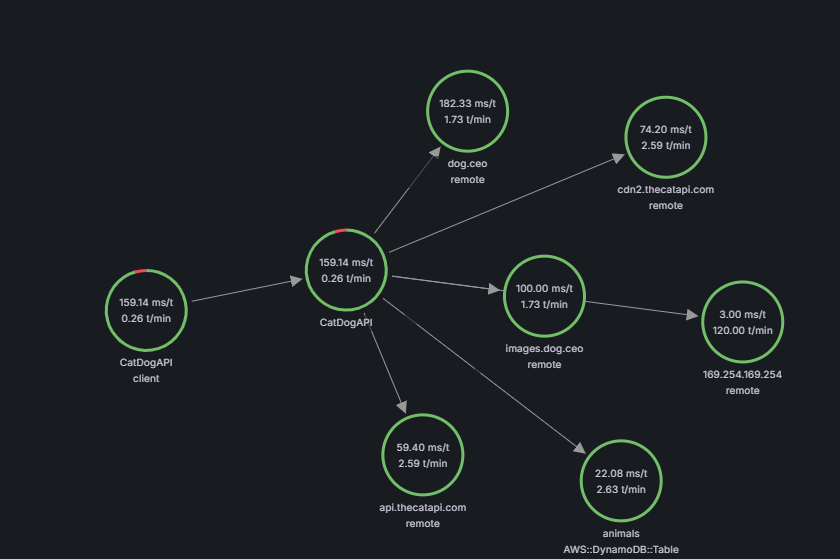 182.33 ms/t
1.73 t/min
dog.ceo
remote
74.20 ms/t
2.59 t/min
cdn2.thecatapi.com
remote
159.14 ms/t
0.26 t/min
CatDogAPI
100.00 ms/t
1.73 t/min
images.dog.ceo
remote
159.14 ms/t
0.26 t/min
CatDogAPI
client
3.00 ms/t
120.00 t/min
169.254.169.254
remote
59.40 ms/t
2.59 t/min
api.thecatapi.com
remote
22.08 ms/t
2.63 t/min
animals
AWS::DynamoDB::Table